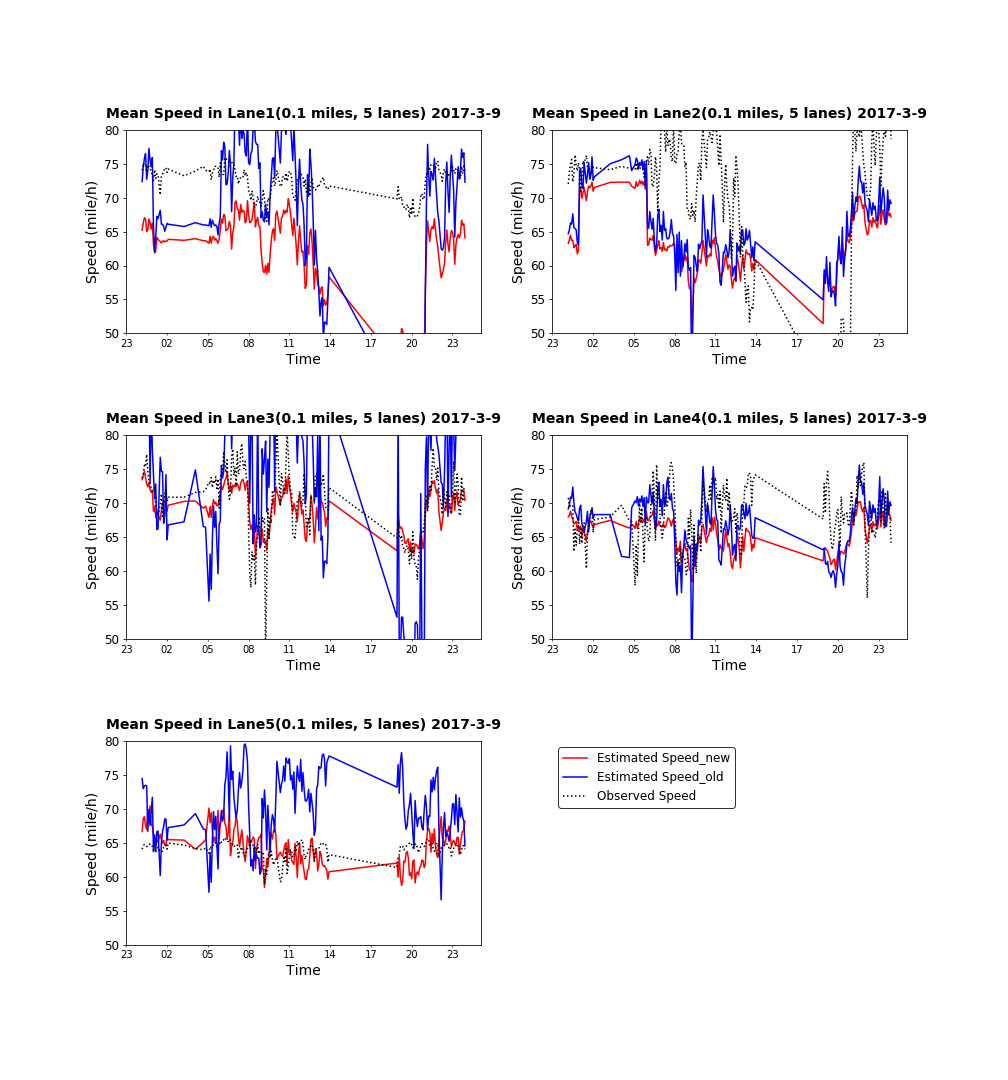 Mean Speed in Lane1(0.1 miles, 5 lanes) 2017-3-9
80
75
70
65
60
55
50
Speed (mile/h)
23 02 05 08 11 14 17 20 23
Time
Mean Speed in Lane2(0.1 miles, 5 lanes) 2017-3-9
80
75
70
65
60
55
50
Speed (mile/h)
23 02 05 08 11 14 17 20 23
Time
Mean Speed in Lane3(0.1 miles, 5 lanes) 2017-3-9
80
75
70
65
60
55
50
Speed (mile/h)
23 02 05 08 11 14 17 20 23
Time
Mean Speed in Lane4(0.1 miles, 5 lanes) 2017-3-9
80
75
70
65
60
55
50
Speed (mile/h)
23 02 05 08 11 14 17 20 23
Time
Mean Speed in Lane5(0.1 miles, 5 lanes) 2017-3-9
80
75
70
65
60
55
50
Speed (mile/h)
23 02 05 08 11 14 17 20 23
Time
Estimated Speed_new
Estimated Speed_old
Observed Speed